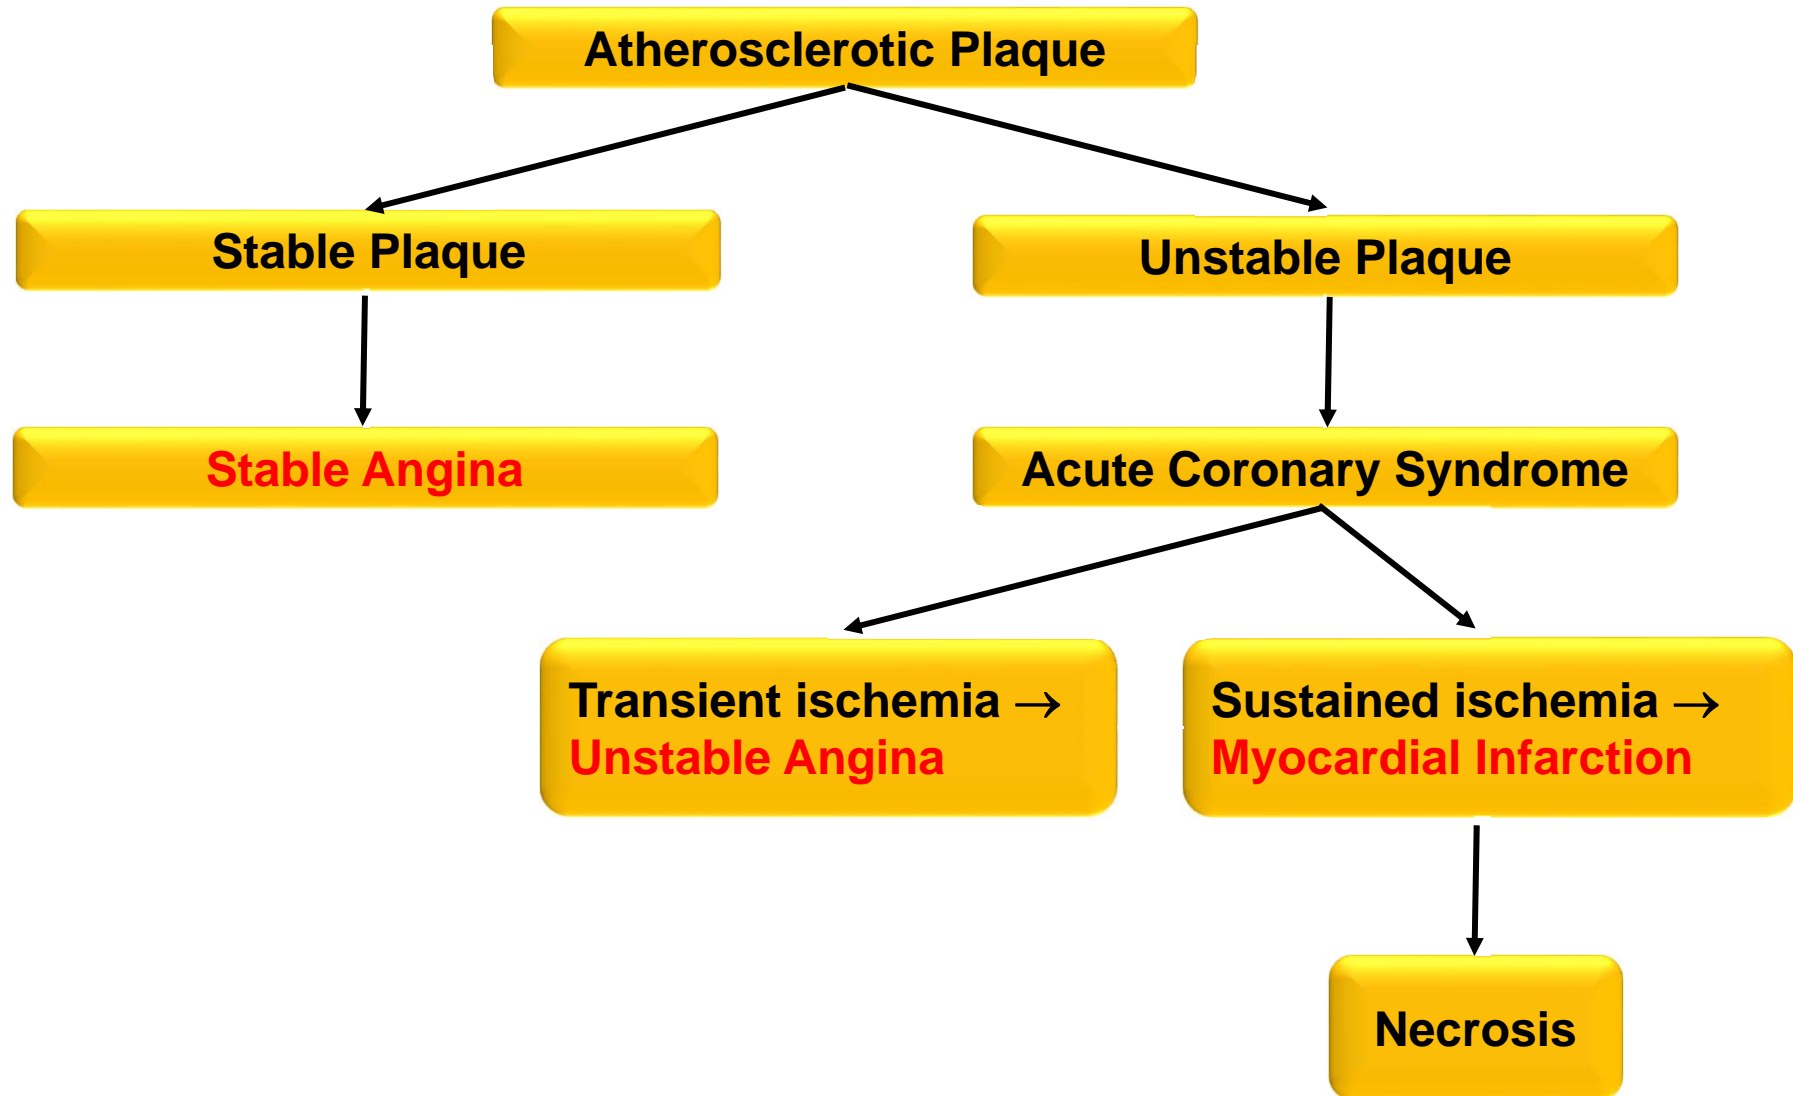 Atherosclerotic Plaque
Stable Plaque
Unstable Plaque
Stable Angina
Acute Coronary Syndrome
Transient ischemia →
Unstable Angina
Sustained ischemia →
Myocardial Infarction
Necrosis